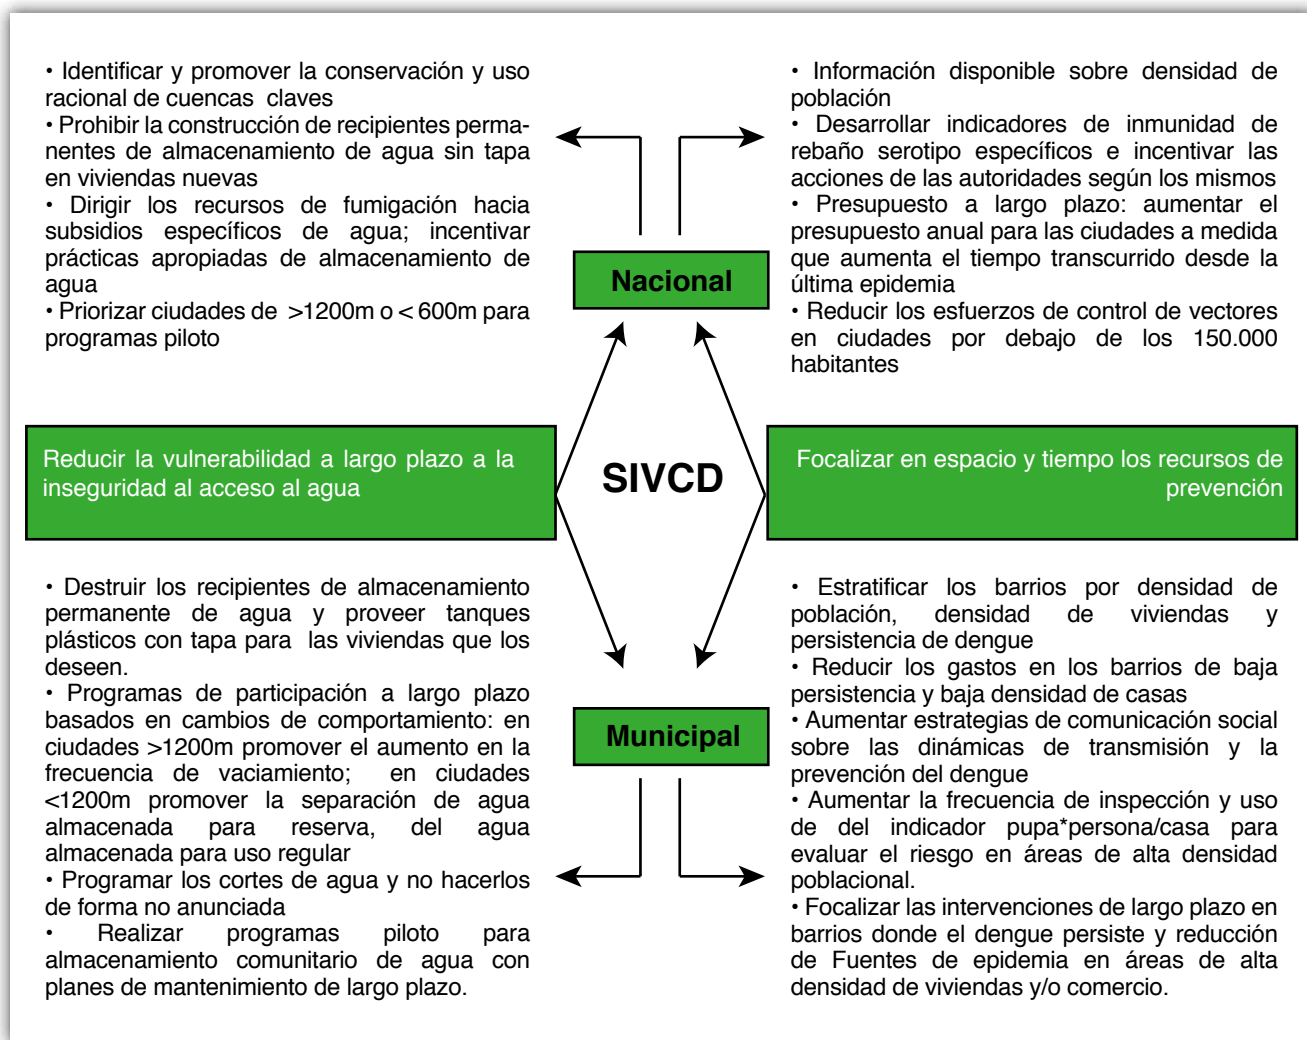 • Identificar y promover la conservación y uso
racional de cuencas claves
• Prohibir la construcción de recipientes perma-
nentes de almacenamiento de agua sin tapa
en viviendas nuevas
• Dirigir los recursos de fumigación hacia
subsidios específicos de agua; incentivar
prácticas apropiadas de almacenamiento de
agua
• Priorizar ciudades de >1200m o < 600m para
programas piloto
• Información disponible sobre densidad de
población
• Desarrollar indicadores de inmunidad de
rebaño serotipo específicos e incentivar las
acciones de las autoridades según los mismos
• Presupuesto a largo plazo: aumentar el
presupuesto anual para las ciudades a medida
que aumenta el tiempo transcurrido desde la
última epidemia
• Reducir los esfuerzos de control de vectores
en ciudades por debajo de los 150.000
habitantes
Nacional
Reducir la vulnerabilidad a largo plazo a la
inseguridad al acceso al agua
SIVCD
Focalizar en espacio y tiempo los recursos de
prevención
• Destruir los recipientes de almacenamiento
permanente de agua y proveer tanques
plásticos con tapa para las viviendas que los
deseen.
• Programas de participación a largo plazo
basados en cambios de comportamiento: en
ciudades >1200m promover el aumento en la
frecuencia de vaciamiento; en ciudades
<1200m promover la separación de agua
almacenada para reserva, del agua
almacenada para uso regular
• Programar los cortes de agua y no hacerlos
de forma no anunciada
• Realizar programas piloto para
almacenamiento comunitario de agua con
planes de mantenimiento de largo plazo.
Municipal
• Estratificar los barrios por densidad de
población, densidad de viviendas y
persistencia de dengue
• Reducir los gastos en los barrios de baja
persistencia y baja densidad de casas
• Aumentar estrategias de comunicación social
sobre las dinámicas de transmisión y la
prevención del dengue
• Aumentar la frecuencia de inspección y uso
de del indicador pupa*persona/casa para
evaluar el riesgo en áreas de alta densidad
poblacional.
• Focalizar las intervenciones de largo plazo en
barrios donde el dengue persiste y reducción
de Fuentes de epidemia en áreas de alta
densidad de viviendas y/o comercio.